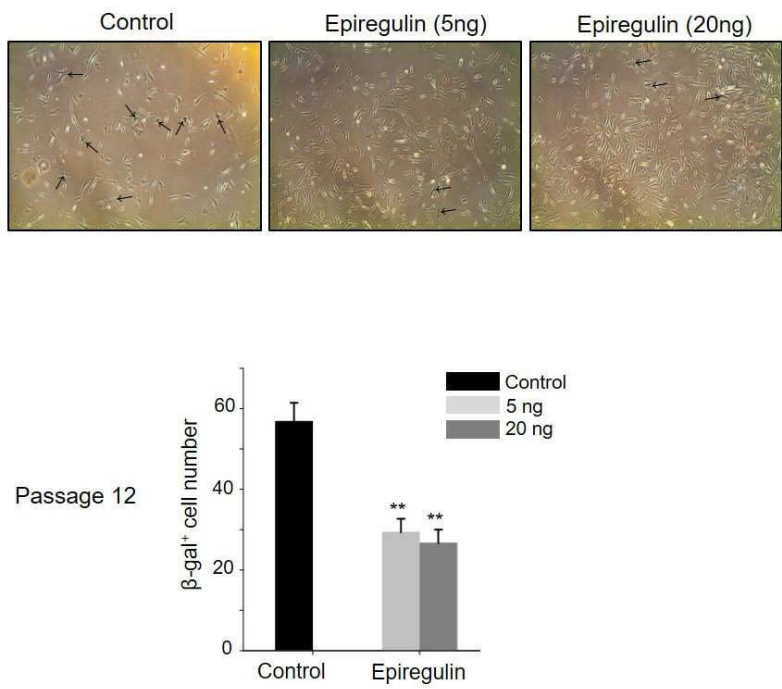 Control
Epiregulin (5ng)
Epiregulin (20ng)
Passage 12
β-gal⁺ cell number
60
40
20
0
**
**
Control
5 ng
20 ng
Control
Epiregulin